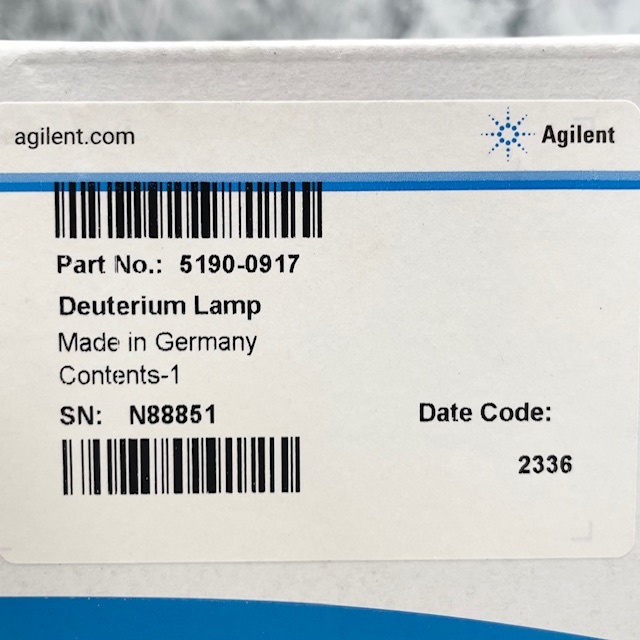 agilent.com
Agilent
Part No.: 5190-0917
Deuterium Lamp
Made in Germany
Contents-1
SN: N88851
Date Code:
2336